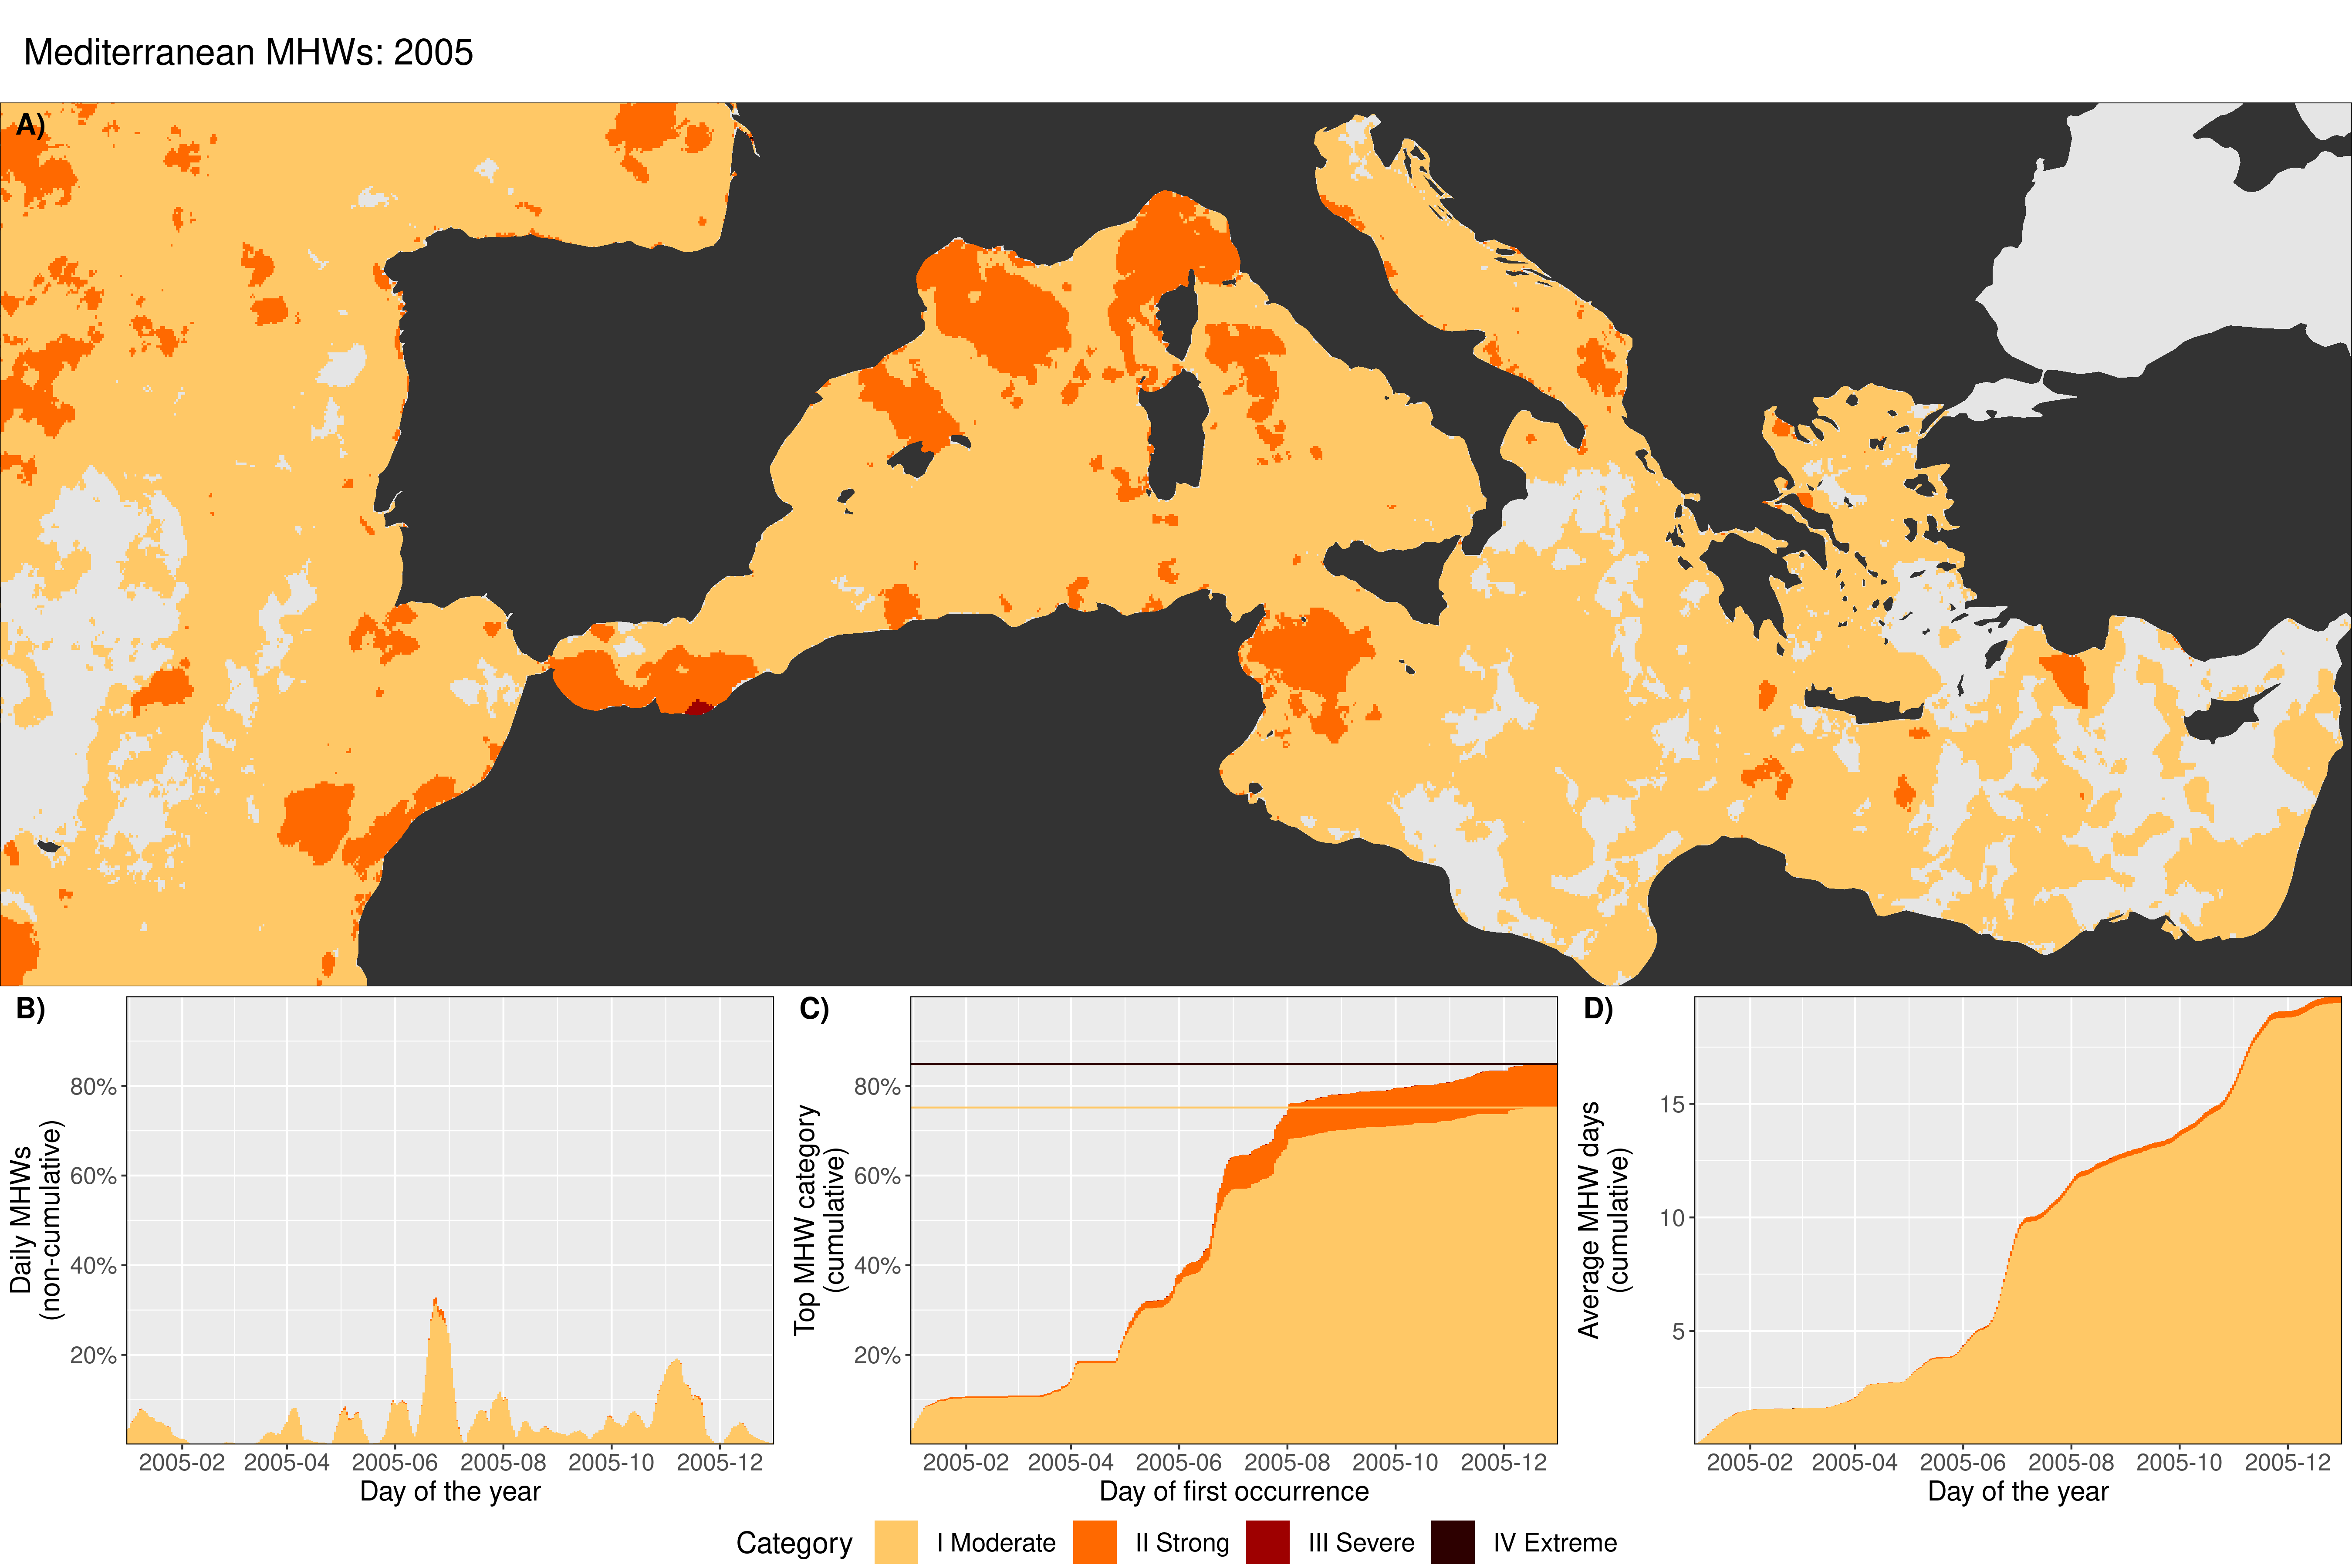 Mediterranean MHWs: 2005
A)
B)
Daily MHWs
(non-cumulative)
80%
60%
40%
20%
2005-02 2005-04 2005-06 2005-08 2005-10 2005-12
Day of the year
C)
Top MHW category
(cumulative)
80%
60%
40%
20%
2005-02 2005-04 2005-06 2005-08 2005-10 2005-12
Day of first occurrence
D)
Average MHW days
(cumulative)
15
10
5
2005-02 2005-04 2005-06 2005-08 2005-10 2005-12
Day of the year
Category I Moderate II Strong III Severe IV Extreme